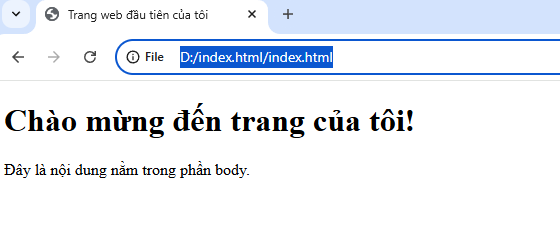 Trang web đầu tiên của tôi
File D:/index.html/index.html
Chào mừng đến trang của tôi!
Đây là nội dung nằm trong phần body.